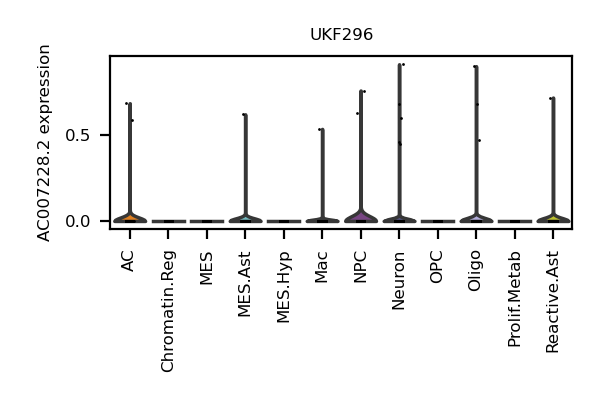 UKF296
AC007228.2 expression
0.5
0.0
AC
Chromatin.Reg
MES
MES.Ast
MES.Hyp
Mac
NPC
Neuron
OPC
Oligo
Prolif.Metab
Reactive.Ast